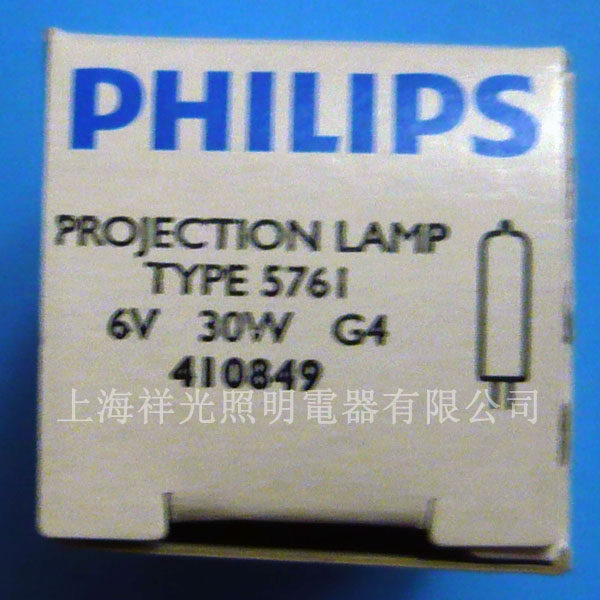 PHILIPS
PROJECTION LAMP
TYPE 5761
6V 30W G4
410849
上海祥光照明電器有限公司